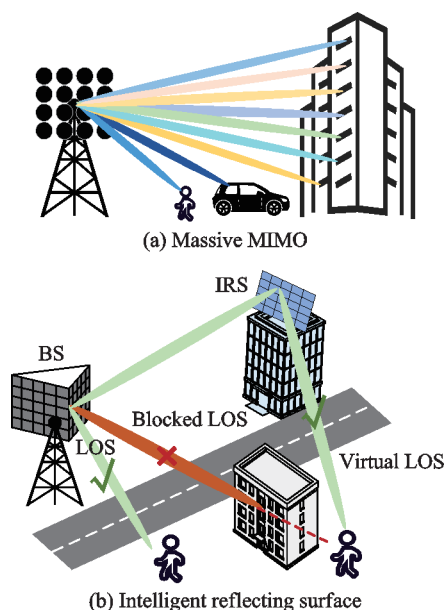 (a) Massive MIMO
IRS
BS
Blocked LOS
LOS
Virtual LOS
(b) Intelligent reflecting surface